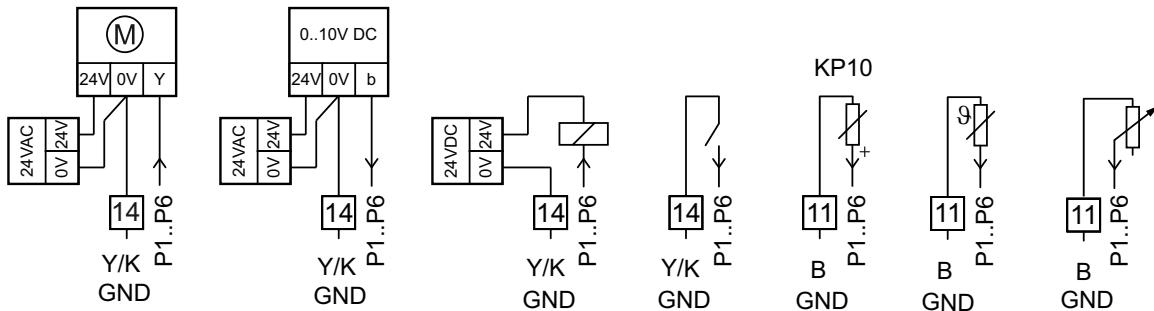 M
24V 0V Y
24VAC 0V 24V
14
P1..P6
Y/K
GND
0..10V DC
24V 0V b
24VAC 0V 24V
14
P1..P6
Y/K
GND
24VDC 0V 24V
14
P1..P6
Y/K
GND
14
P1..P6
Y/K
GND
KP10
+
11
P1..P6
B
GND
ϑ
11
P1..P6
B
GND
11
P1..P6
B
GND